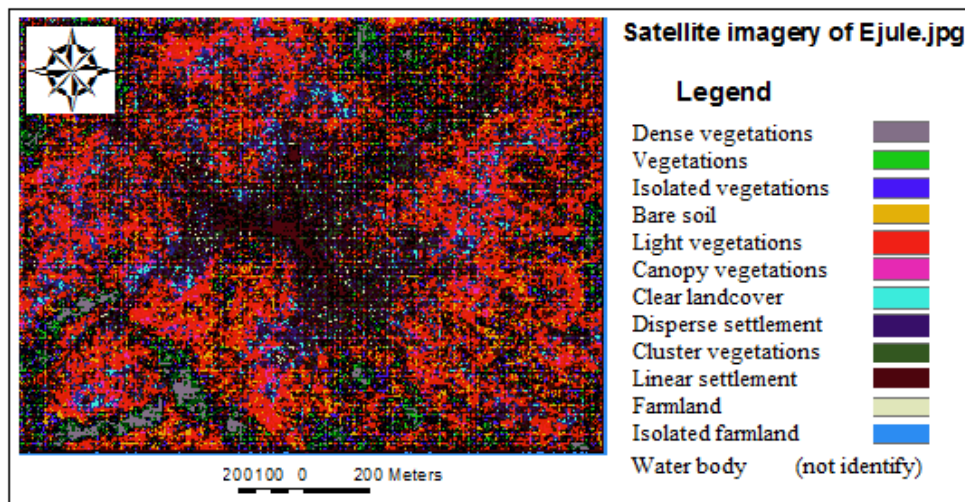 Satellite imagery of Ejule.jpg
Legend
Dense vegetations
Vegetations
Isolated vegetations
Bare soil
Light vegetations
Canopy vegetations
Clear landcover
Disperse settlement
Cluster vegetations
Linear settlement
Farmland
Isolated farmland
Water body (not identify)
200100 0 200 Meters